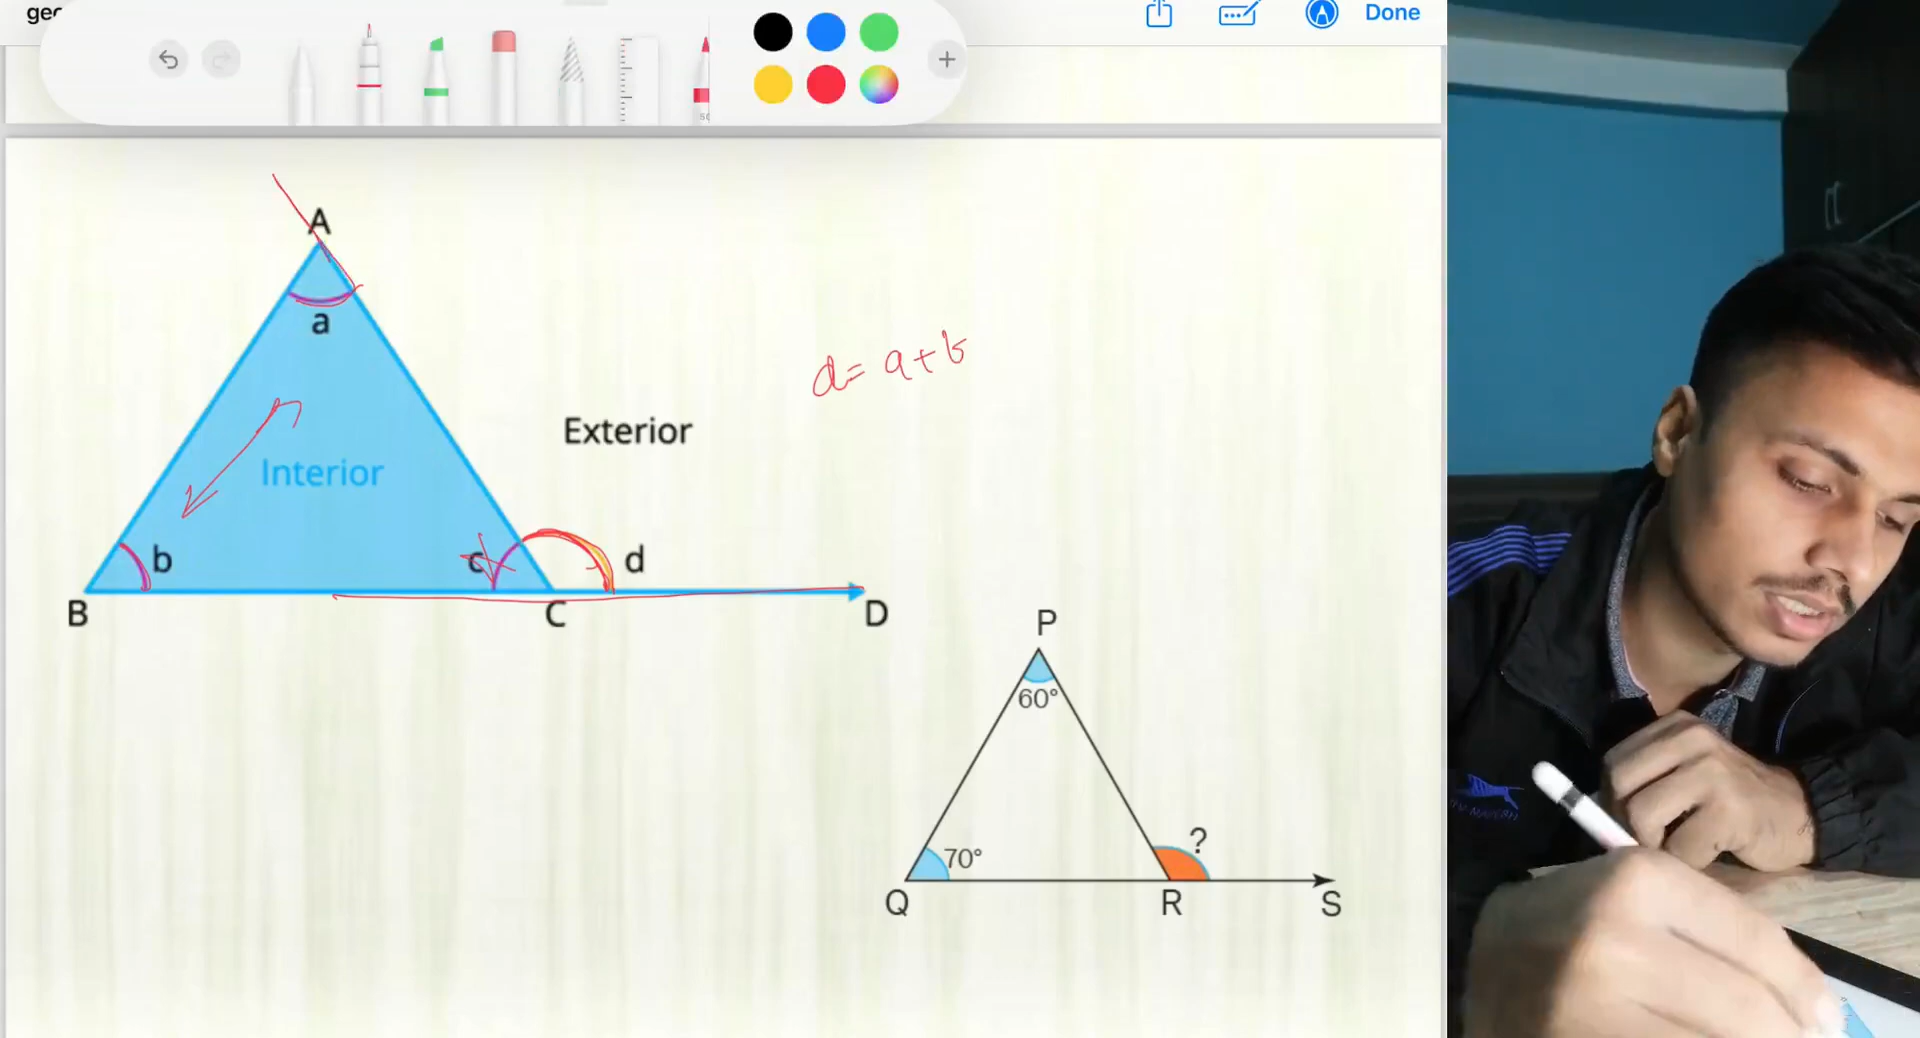 Done
A
a
d= a+b
Exterior
Interior
b
c
d
B
C
D
P
60°
70°
?
Q
R
S